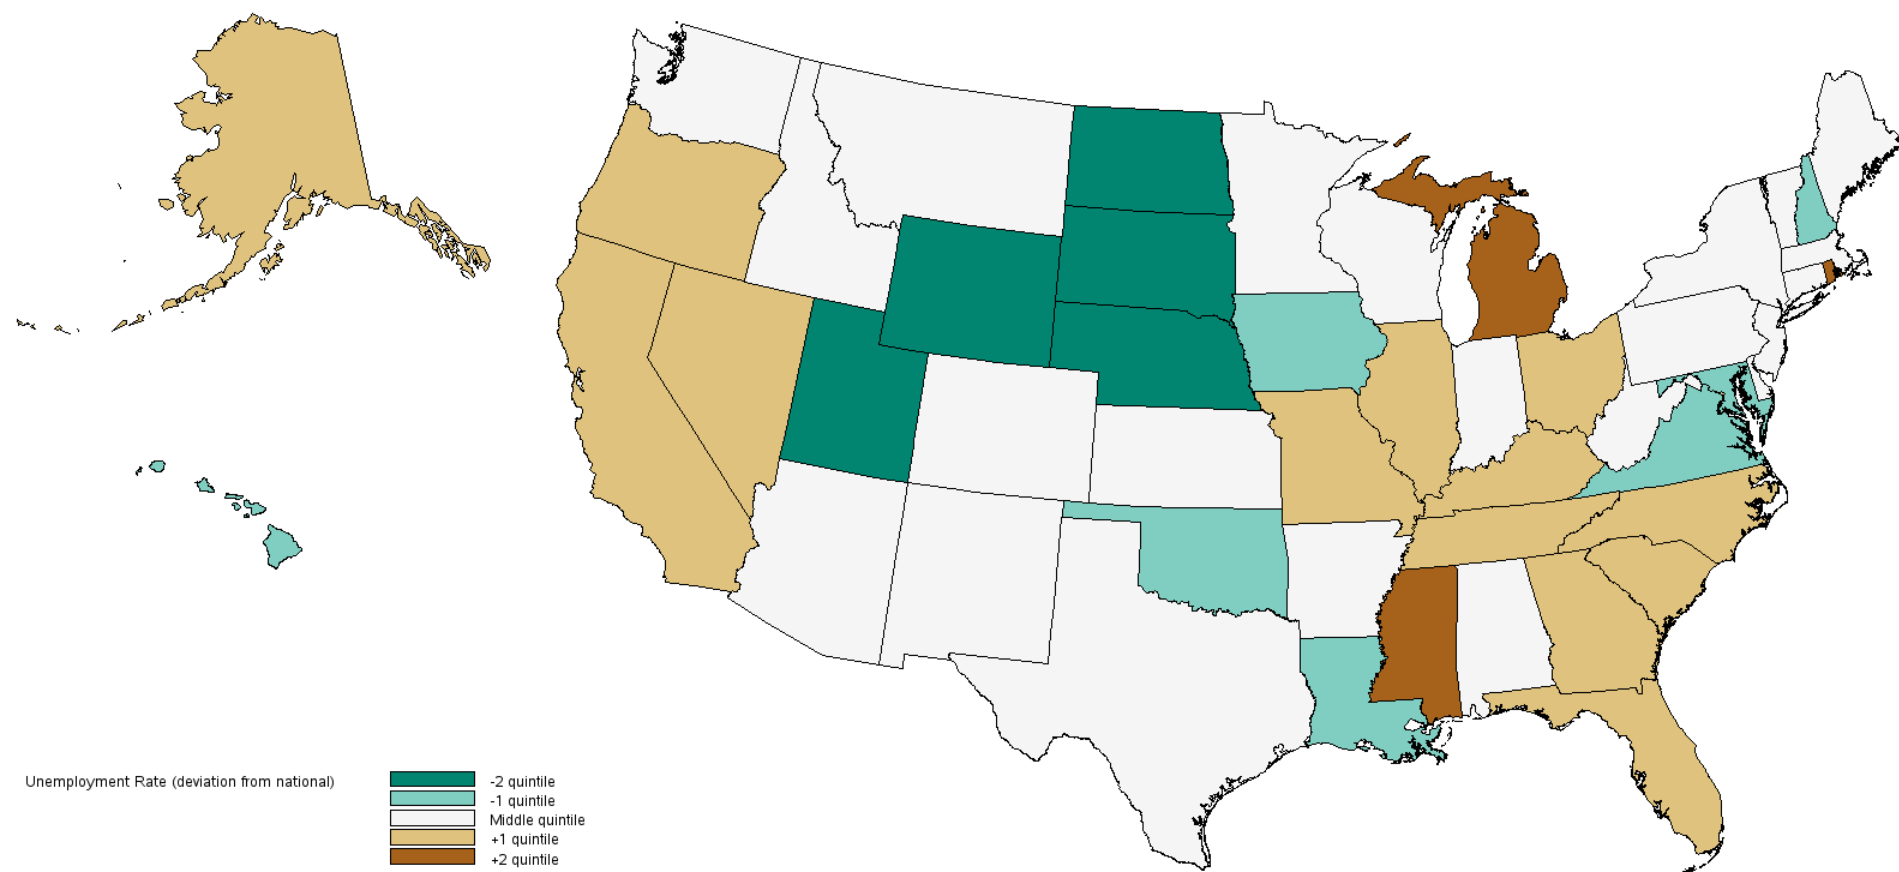 Unemployment Rate (deviation from national)
-2 quintile
-1 quintile
Middle quintile
+1 quintile
+2 quintile